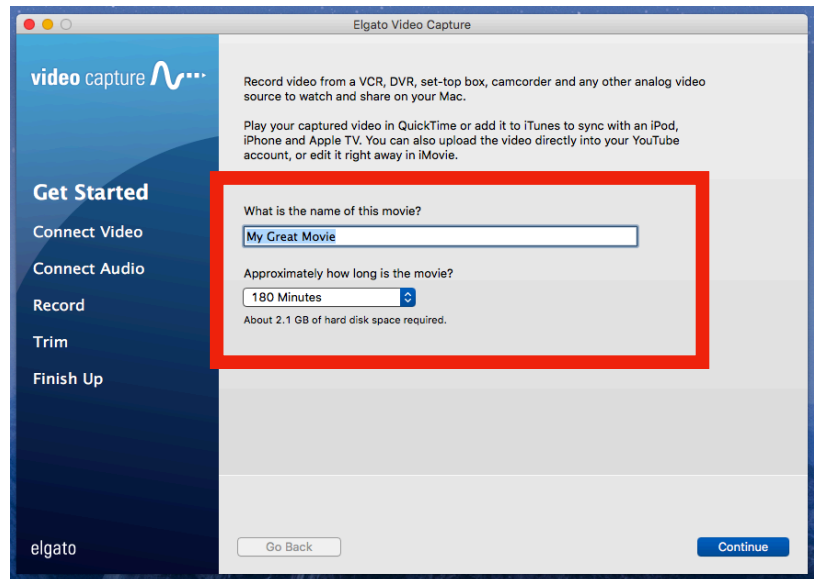 Elgato Video Capture
video capture
Get Started
Connect Video
Connect Audio
Record
Trim
Finish Up
elgato
Record video from a VCR, DVR, set-top box, camcorder and any other analog video
source to watch and share on your Mac.
Play your captured video in QuickTime or add it to iTunes to sync with an iPod,
iPhone and Apple TV. You can also upload the video directly into your YouTube
account, or edit it right away in iMovie.
What is the name of this movie?
My Great Movie
Approximately how long is the movie?
180 Minutes
About 2.1 GB of hard disk space required.
Go Back
Continue